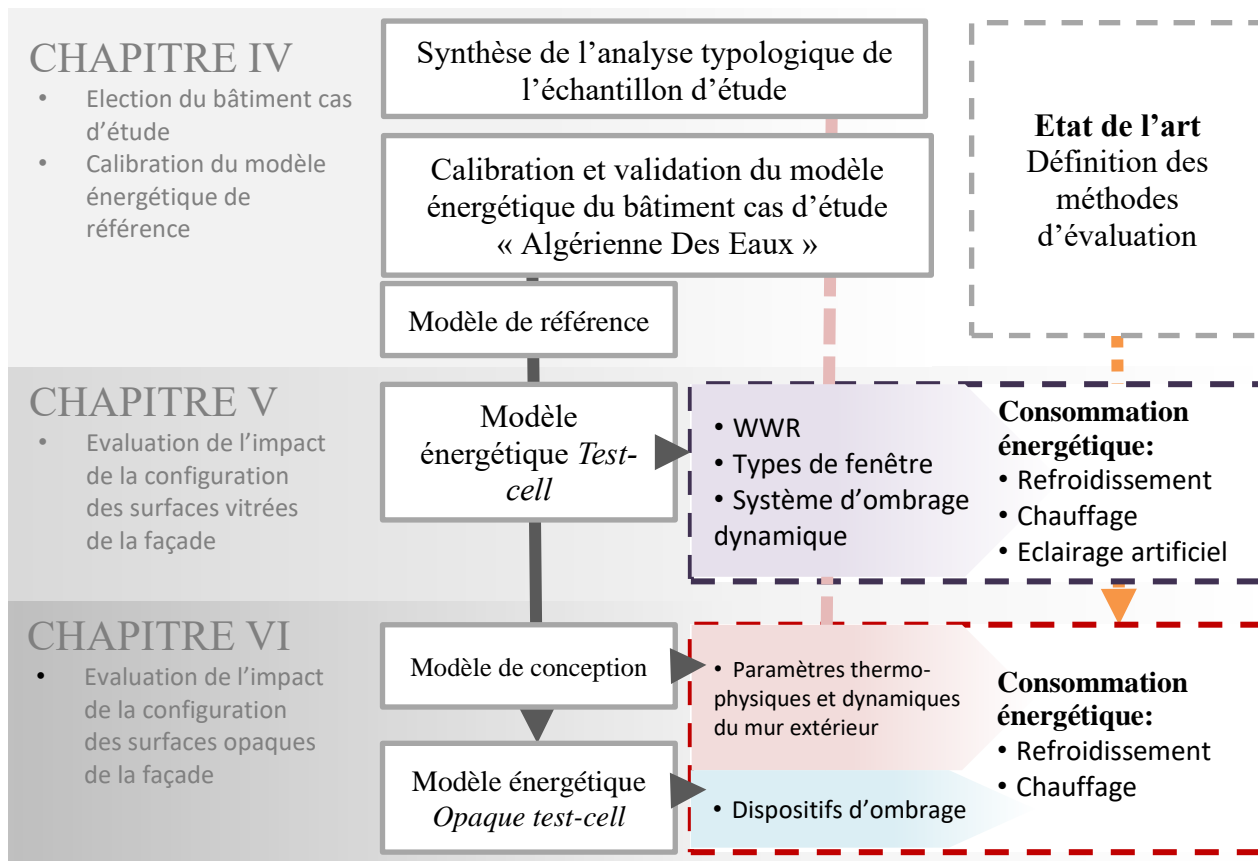 CHAPITRE IV
• Election du bâtiment cas
d’étude
• Calibration du modèle
énergétique de
référence
Synthèse de l’analyse typologique de
l’échantillon d’étude
Calibration et validation du modèle
énergétique du bâtiment cas d’étude
« Algérienne Des Eaux »
Modèle de référence
Etat de l’art
Définition des
méthodes
d’évaluation
CHAPITRE V
• Evaluation de l’impact
de la configuration
des surfaces vitrées
de la façade
Modèle
énergétique Test-
cell
• WWR
• Types de fenêtre
• Système d’ombrage
dynamique
Consommation
énergétique:
• Refroidissement
• Chauffage
• Eclairage artificiel
CHAPITRE VI
• Evaluation de l’impact
de la configuration
des surfaces opaques
de la façade
Modèle de conception
Modèle énergétique
Opaque test-cell
• Paramètres thermo-
physiques et dynamiques
du mur extérieur
• Dispositifs d’ombrage
Consommation
énergétique:
• Refroidissement
• Chauffage